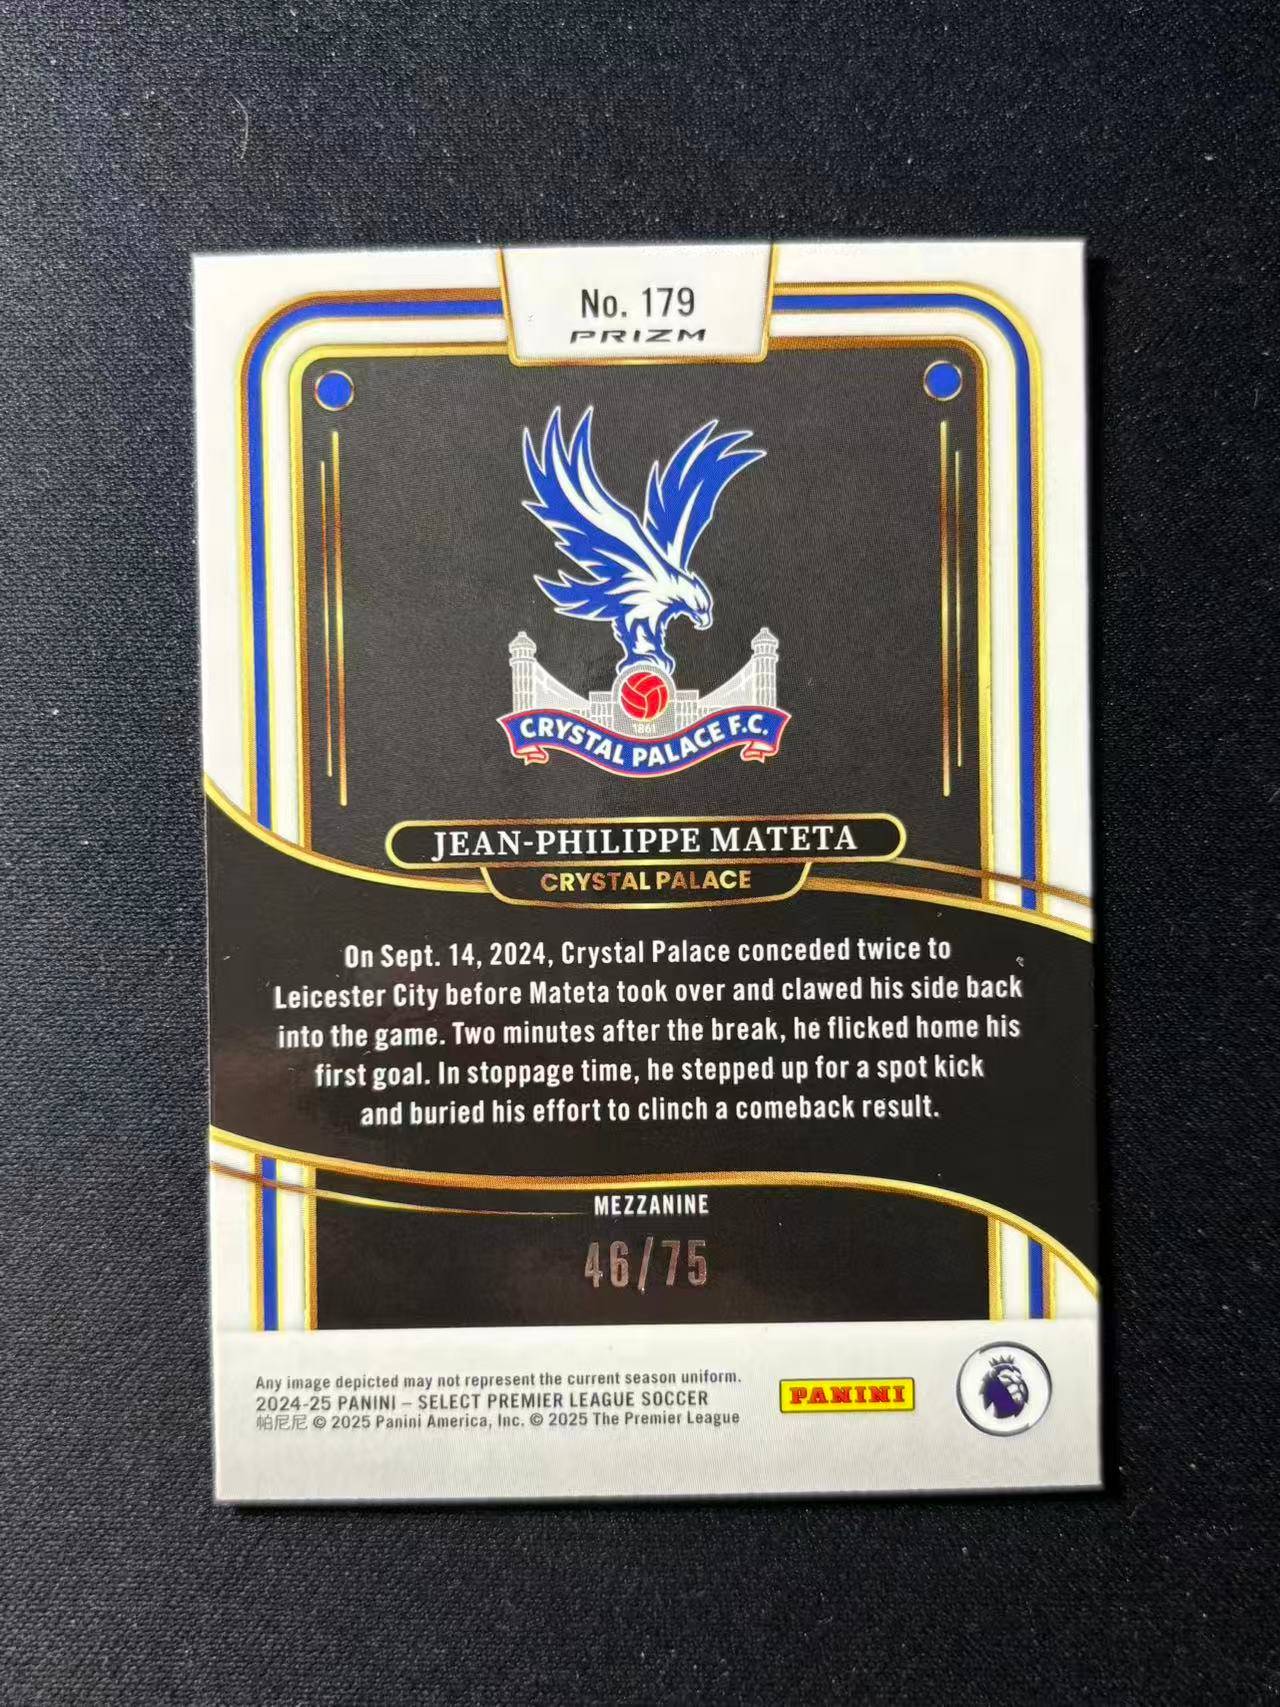 No. 179
PRIZM
1861
CRYSTAL PALACE F.C.
JEAN-PHILIPPE MATETA
CRYSTAL PALACE
On Sept. 14, 2024, Crystal Palace conceded twice to
Leicester City before Mateta took over and clawed his side back
into the game. Two minutes after the break, he flicked home his
first goal. In stoppage time, he stepped up for a spot kick
and buried his effort to clinch a comeback result.
MEZZANINE
46/75
Any image depicted may not represent the current season uniform.
2024-25 PANINI – SELECT PREMIER LEAGUE SOCCER
帕尼尼 © 2025 Panini America, Inc. © 2025 The Premier League
PANINI